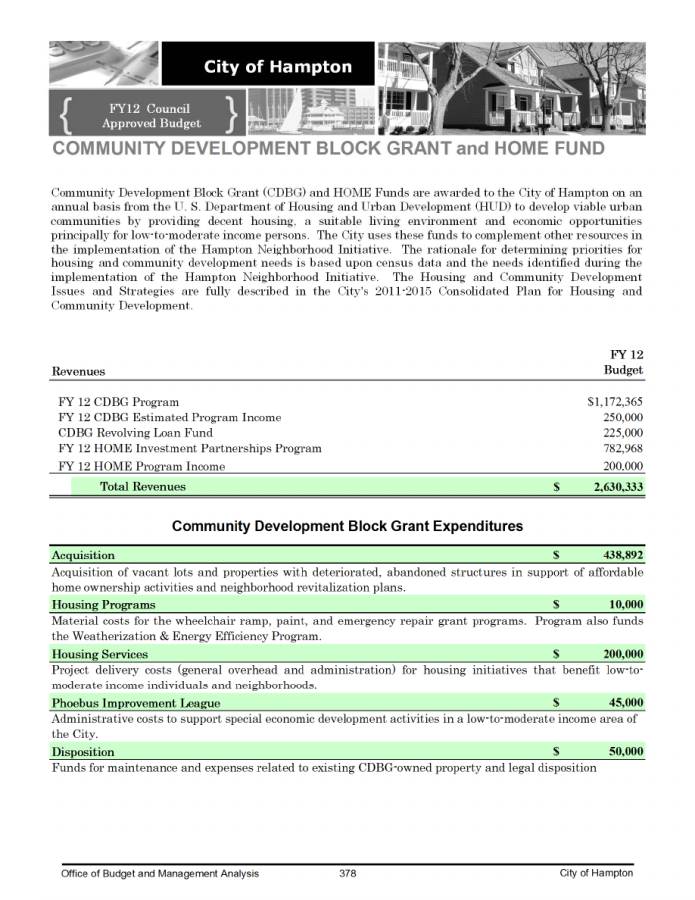 City of Hampton
FY12 Council
Approved Budget
COMMUNITY DEVELOPMENT BLOCK GRANT and HOME FUND
Community Development Block Grant (CDBG) and HOME Funds are awarded to the City of Hampton on an
annual basis from the U. S. Department of Housing and Urban Development (HUD) to develop viable urban
communities by providing decent housing, a suitable living environment and economic opportunities
principally for low-to-moderate income persons. The City uses these funds to complement other resources in
the implementation of the Hampton Neighborhood Initiative. The rationale for determining priorities for
housing and community development needs is based upon census data and the needs identified during the
implementation of the Hampton Neighborhood Initiative. The Housing and Community Development
Issues and Strategies are fully described in the City's 2011-2015 Consolidated Plan for Housing and
Community Development.
FY 12
Revenues Budget
FY 12 CDBG Program $1,172,365
FY 12 CDBG Estimated Program Income 250,000
CDBG Revolving Loan Fund 225,000
FY 12 HOME Investment Partnerships Program 782,968
FY 12 HOME Program Income 200,000
Total Revenues $ 2,630,333
Community Development Block Grant Expenditures
Acquisition $ 438,892
Acquisition of vacant lots and properties with deteriorated, abandoned structures in support of affordable
home ownership activities and neighborhood revitalization plans.
Housing Programs $ 10,000
Material costs for the wheelchair ramp, paint, and emergency repair grant programs. Program also funds
the Weatherization & Energy Efficiency Program.
Housing Services $ 200,000
Project delivery costs (general overhead and administration) for housing initiatives that benefit low-to-
moderate income individuals and neighborhoods.
Phoebus Improvement League $ 45,000
Administrative costs to support special economic development activities in a low-to-moderate income area of
the City.
Disposition $ 50,000
Funds for maintenance and expenses related to existing CDBG-owned property and legal disposition
Office of Budget and Management Analysis 378 City of Hampton